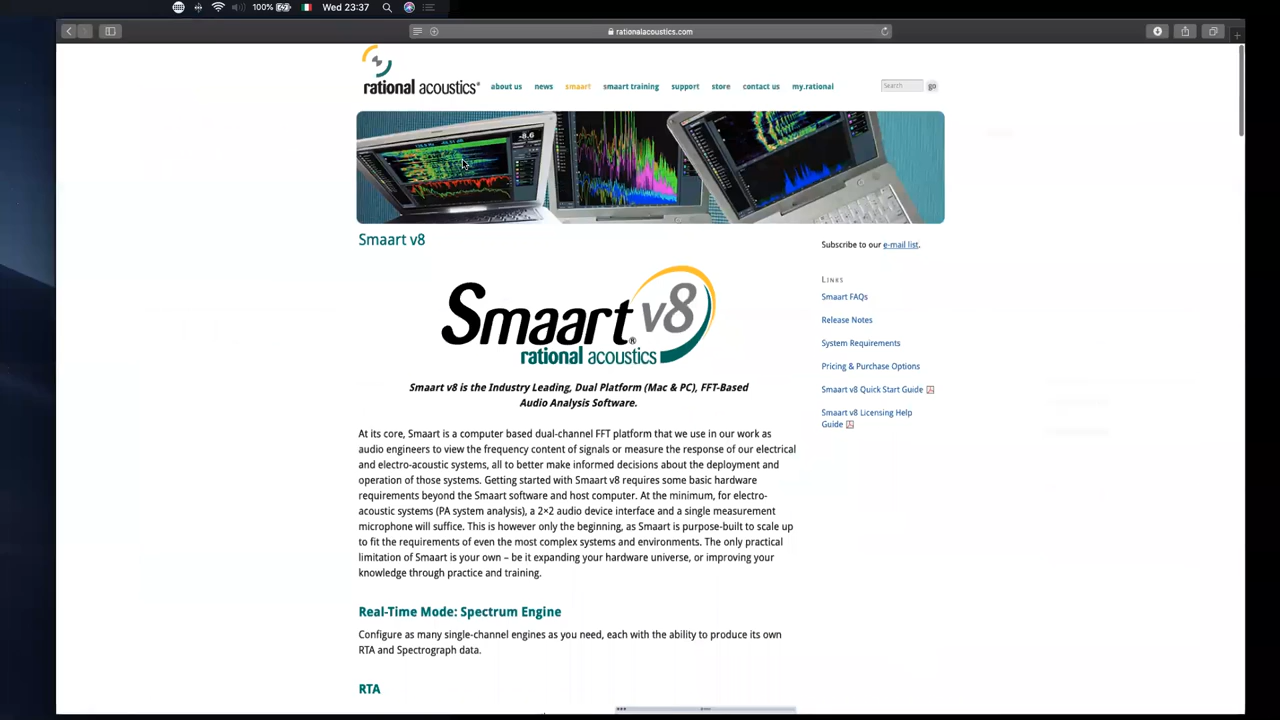 100% Wed 23:37
rationalacoustics.com
rational acoustics®
about us news smaart smaart training support store contact us my.rational
Search go
-8.6
Smaart v8
Subscribe to our e-mail list.
Smaart® v8
rational acoustics
Links
Smaart FAQs
Release Notes
System Requirements
Pricing & Purchase Options
Smaart v8 Quick Start Guide
Smaart v8 Licensing Help
Guide
Smaart v8 is the Industry Leading, Dual Platform (Mac & PC), FFT-Based
Audio Analysis Software.
At its core, Smaart is a computer based dual-channel FFT platform that we use in our work as
audio engineers to view the frequency content of signals or measure the response of our electrical
and electro-acoustic systems, all to better make informed decisions about the deployment and
operation of those systems. Getting started with Smaart v8 requires some basic hardware
requirements beyond the Smaart software and host computer. At the minimum, for electro-
acoustic systems (PA system analysis), a 2×2 audio device interface and a single measurement
microphone will suffice. This is however only the beginning, as Smaart is purpose-built to scale up
to fit the requirements of even the most complex systems and environments. The only practical
limitation of Smaart is your own – be it expanding your hardware universe, or improving your
knowledge through practice and training.
Real-Time Mode: Spectrum Engine
Configure as many single-channel engines as you need, each with the ability to produce its own
RTA and Spectrograph data.
RTA